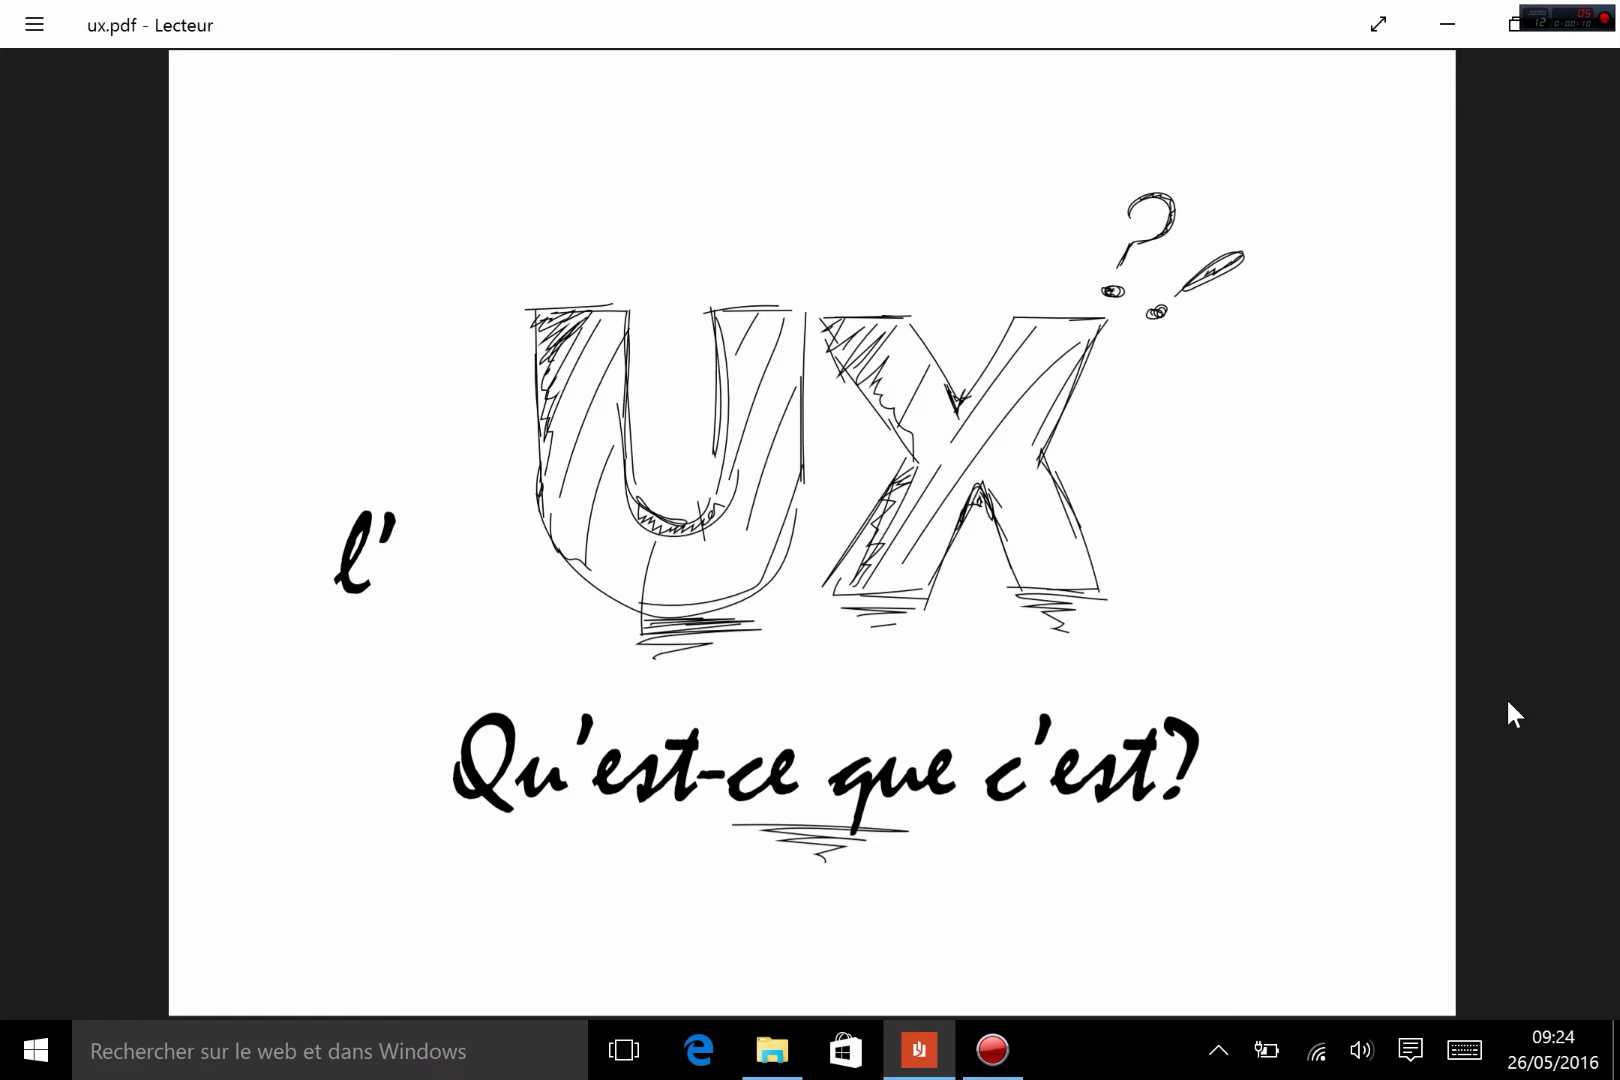 ux.pdf - Lecteur
?!
UX
l'
Qu'est-ce que c'est?
Rechercher sur le web et dans Windows
09:24
26/05/2016